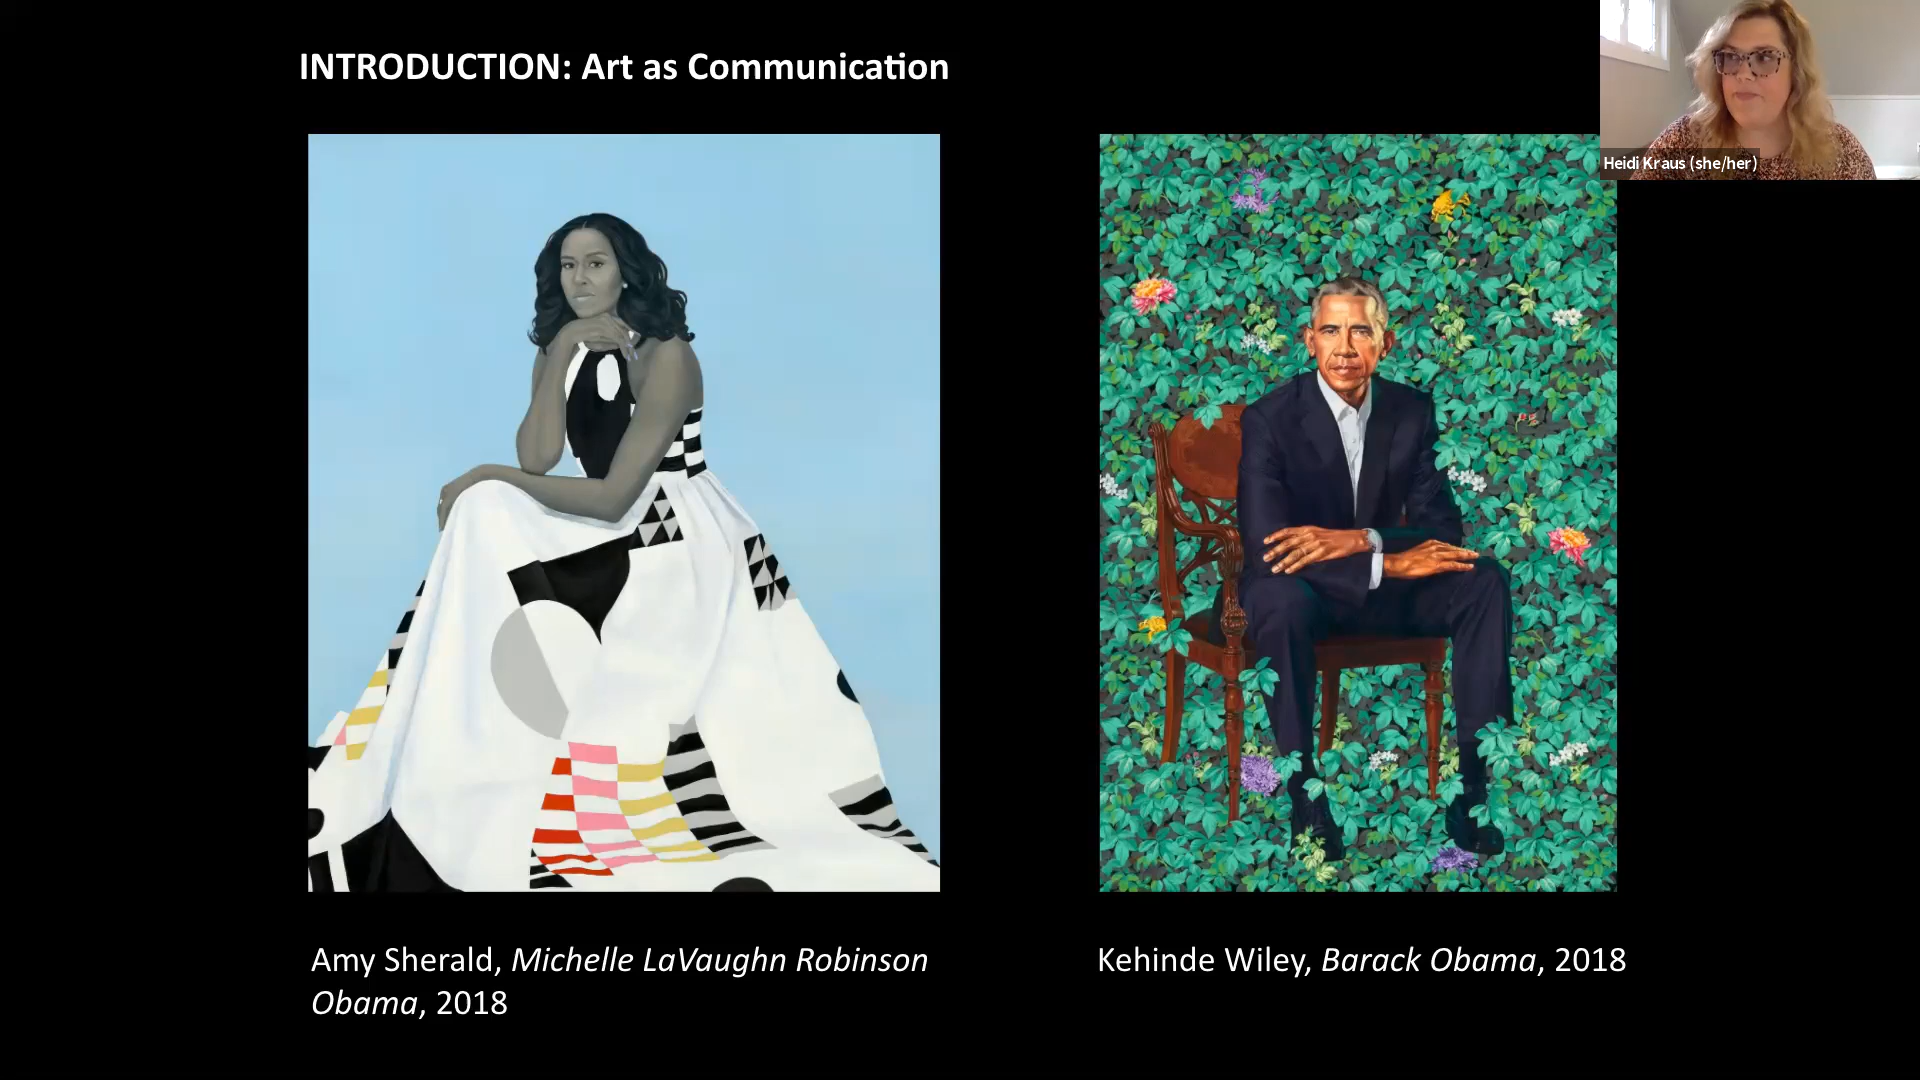 INTRODUCTION: Art as Communication
Heidi Kraus (she/her)
Amy Sherald, Michelle LaVaughn Robinson
Obama, 2018
Kehinde Wiley, Barack Obama, 2018